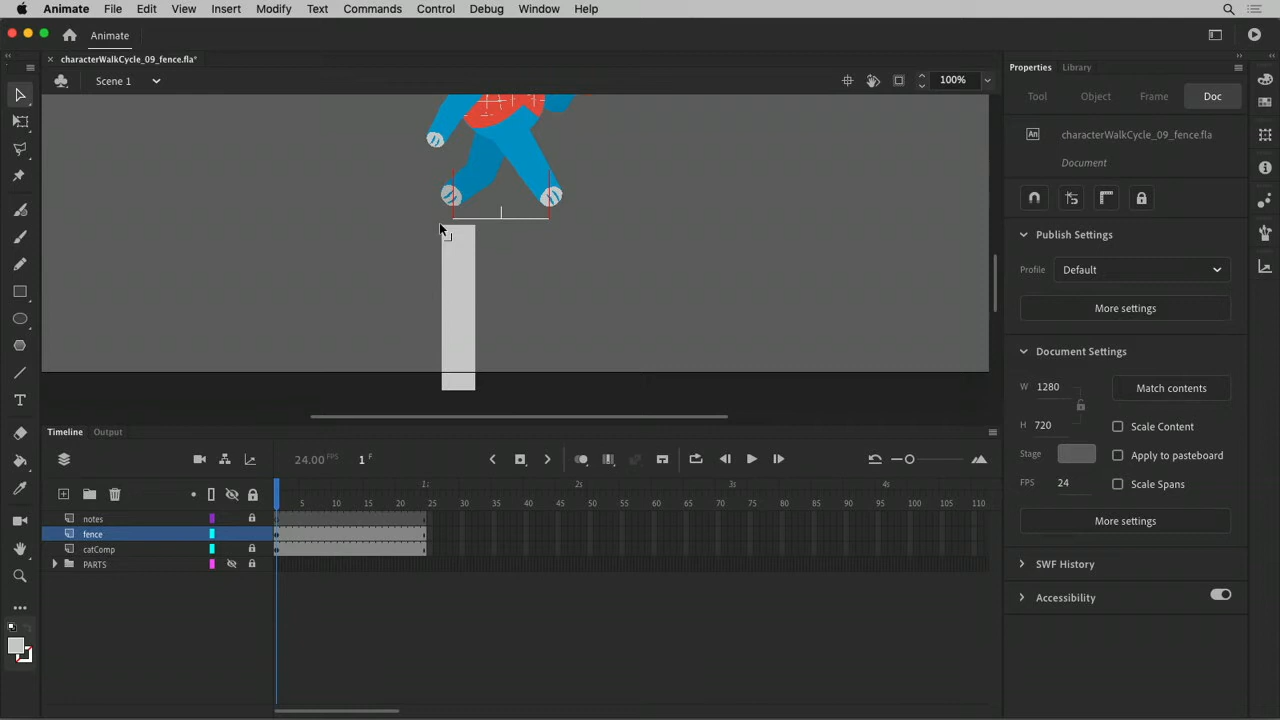 Animate File Edit View Insert Modify Text Commands Control Debug Window Help
Animate
characterWalkCycle_09_fence.fla*
Scene 1
100%
Properties Library
Tool Object Frame Doc
An characterWalkCycle_09_fence.fla
Document
Publish Settings
Profile Default
More settings
Document Settings
W 1280 Match contents
H 720 Scale Content
Stage Apply to pasteboard
FPS 24 Scale Spans
More settings
SWF History
Accessibility
Timeline Output
24.00 FPS 1 F
1s 2s 3s 4s
5 10 15 20 25 30 35 40 45 50 55 60 65 70 75 80 85 90 95 100 105 110
notes
fence
catComp
PARTS